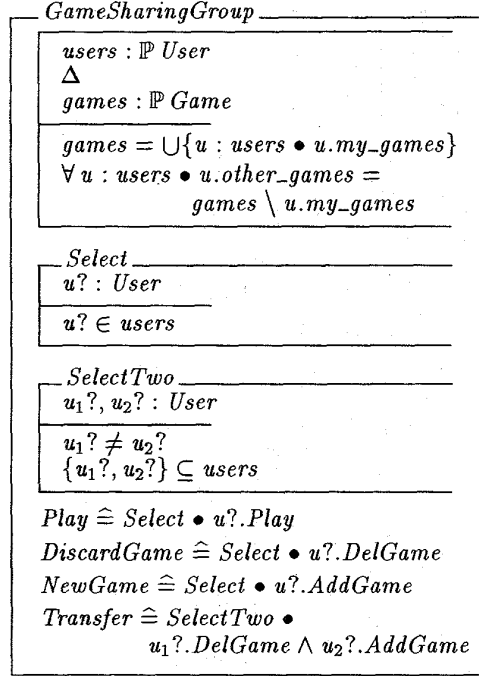 GameSharingGroup
users : ℙ User
Δ
games : ℙ Game
games = ⋃{u : users • u.my_games}
∀ u : users • u.other_games =
games \ u.my_games
Select
u? : User
u? ∈ users
SelectTwo
u₁?, u₂? : User
u₁? ≠ u₂?
{u₁?, u₂?} ⊆ users
Play ≙ Select • u?.Play
DiscardGame ≙ Select • u?.DelGame
NewGame ≙ Select • u?.AddGame
Transfer ≙ SelectTwo •
u₁?.DelGame ∧ u₂?.AddGame